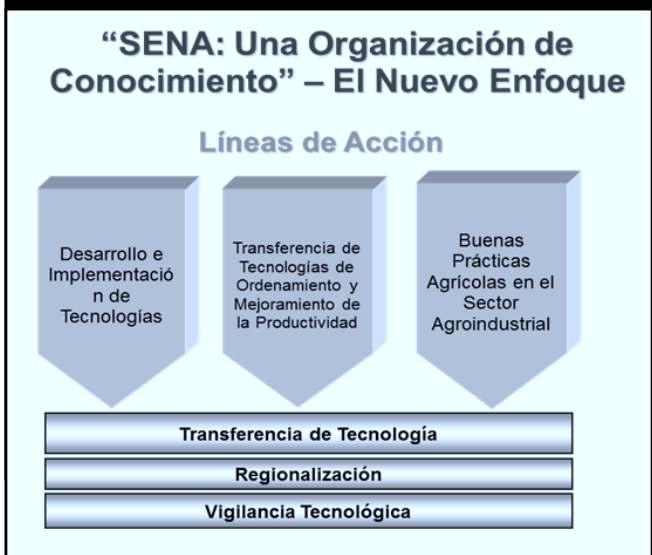 “SENA: Una Organización de
Conocimiento” – El Nuevo Enfoque
Líneas de Acción
Desarrollo e
Implementació
n de
Tecnologías
Transferencia de
Tecnologías de
Ordenamiento y
Mejoramiento de
la Productividad
Buenas
Prácticas
Agrícolas en el
Sector
Agroindustrial
Transferencia de Tecnología
Regionalización
Vigilancia Tecnológica